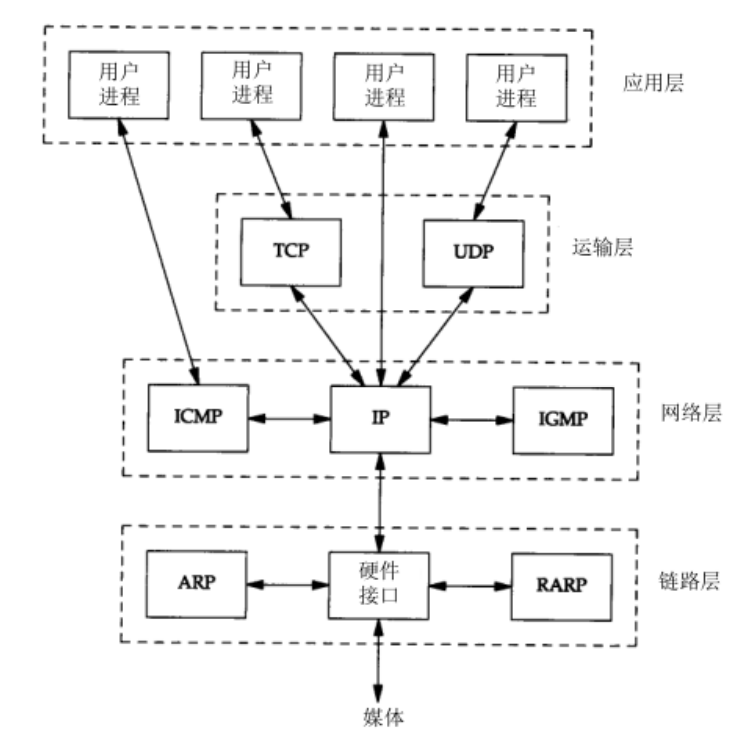 用户 用户 用户 用户
进程 进程 进程 进程
应用层
TCP
UDP
运输层
ICMP
IP
IGMP
网络层
ARP
硬件
接口
RARP
链路层
媒体